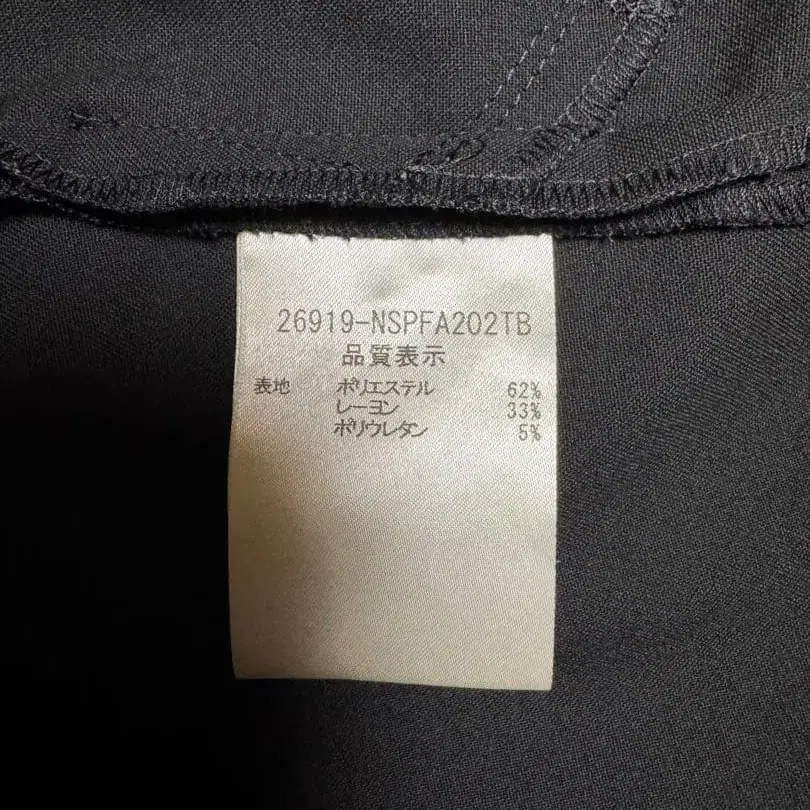 26919-NSPFA202TB
品質表示
表地 ポリエステル 62%
レーヨン 33%
ポリウレタン 5%